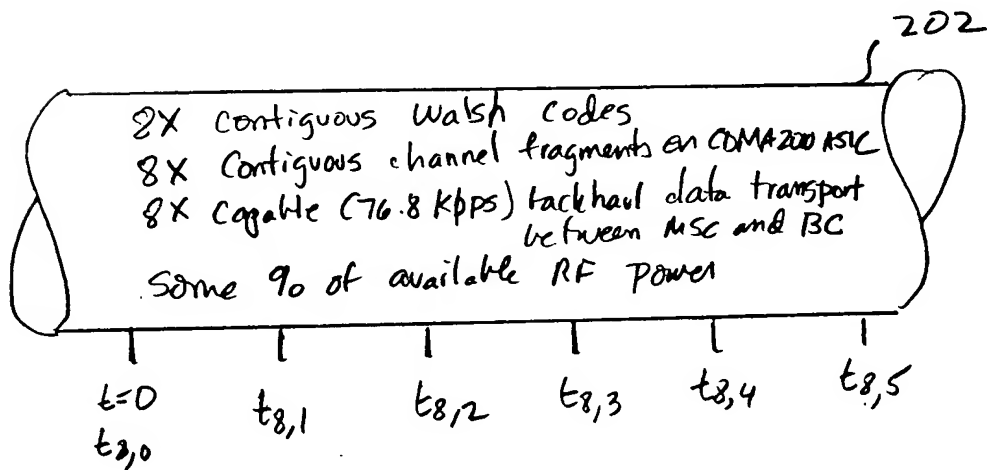 202
8X Contiguous Walsh Codes
8X Contiguous channel fragments on CDMA2000 ASIC
8X Capable (76.8 Kbps) backhaul data transport
between MSC and BC
Some % of available RF Power
t=0
t8,0 t8,1 t8,2 t8,3 t8,4 t8,5